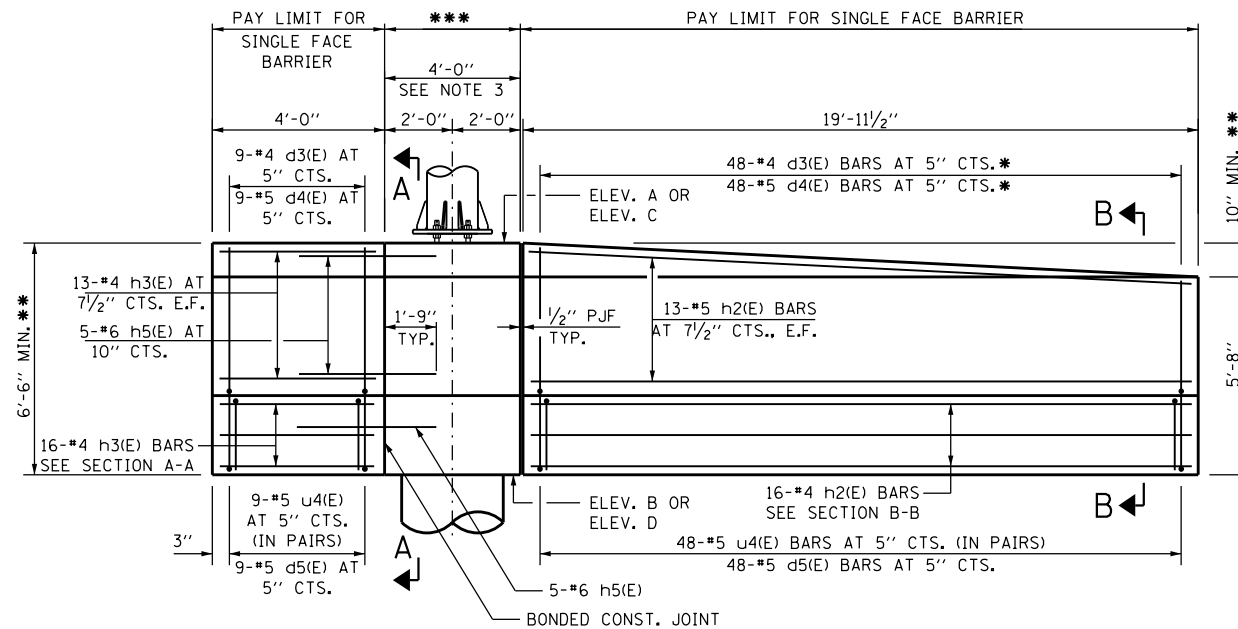 PAY LIMIT FOR
SINGLE FACE
BARRIER
***
PAY LIMIT FOR SINGLE FACE BARRIER
4'-0''
SEE NOTE 3
4'-0''
2'-0''
2'-0''
19'-11½''
9-#4 d3(E) AT
5'' CTS.
9-#5 d4(E) AT
5'' CTS.
A
48-#4 d3(E) BARS AT 5'' CTS.*
48-#5 d4(E) BARS AT 5'' CTS.*
10'' MIN. **
ELEV. A OR
ELEV. C
B
13-#4 h3(E) AT
7½'' CTS. E.F.
5-#6 h5(E) AT
10'' CTS.
1'-9''
TYP.
½'' PJF
TYP.
13-#5 h2(E) BARS
AT 7½'' CTS., E.F.
6'-6'' MIN. **
5'-8''
16-#4 h3(E) BARS
SEE SECTION A-A
9-#5 u4(E)
AT 5'' CTS.
(IN PAIRS)
3''
9-#5 d5(E) AT
5'' CTS.
A
ELEV. B OR
ELEV. D
16-#4 h2(E) BARS
SEE SECTION B-B
B
48-#5 u4(E) BARS AT 5'' CTS. (IN PAIRS)
48-#5 d5(E) BARS AT 5'' CTS.
5-#6 h5(E)
BONDED CONST. JOINT